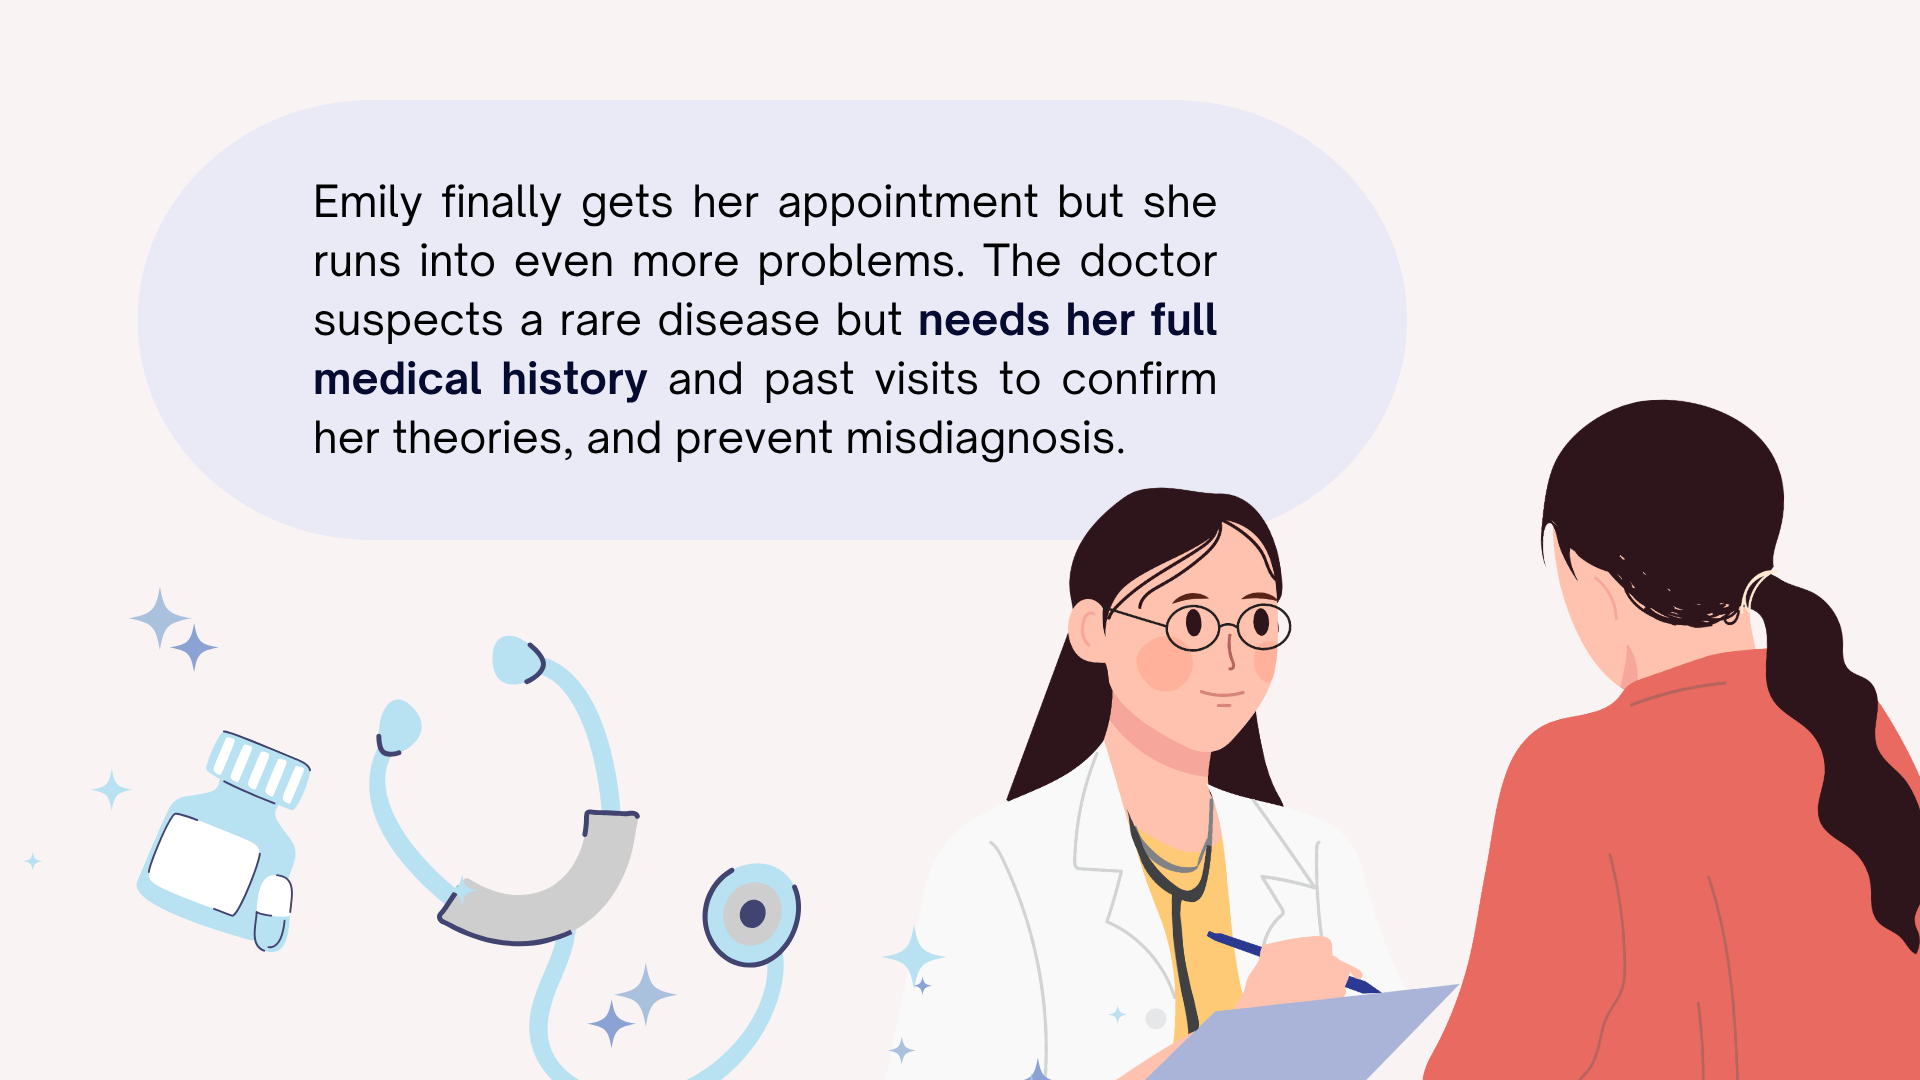 Emily finally gets her appointment but she
runs into even more problems. The doctor
suspects a rare disease but needs her full
medical history and past visits to confirm
her theories, and prevent misdiagnosis.